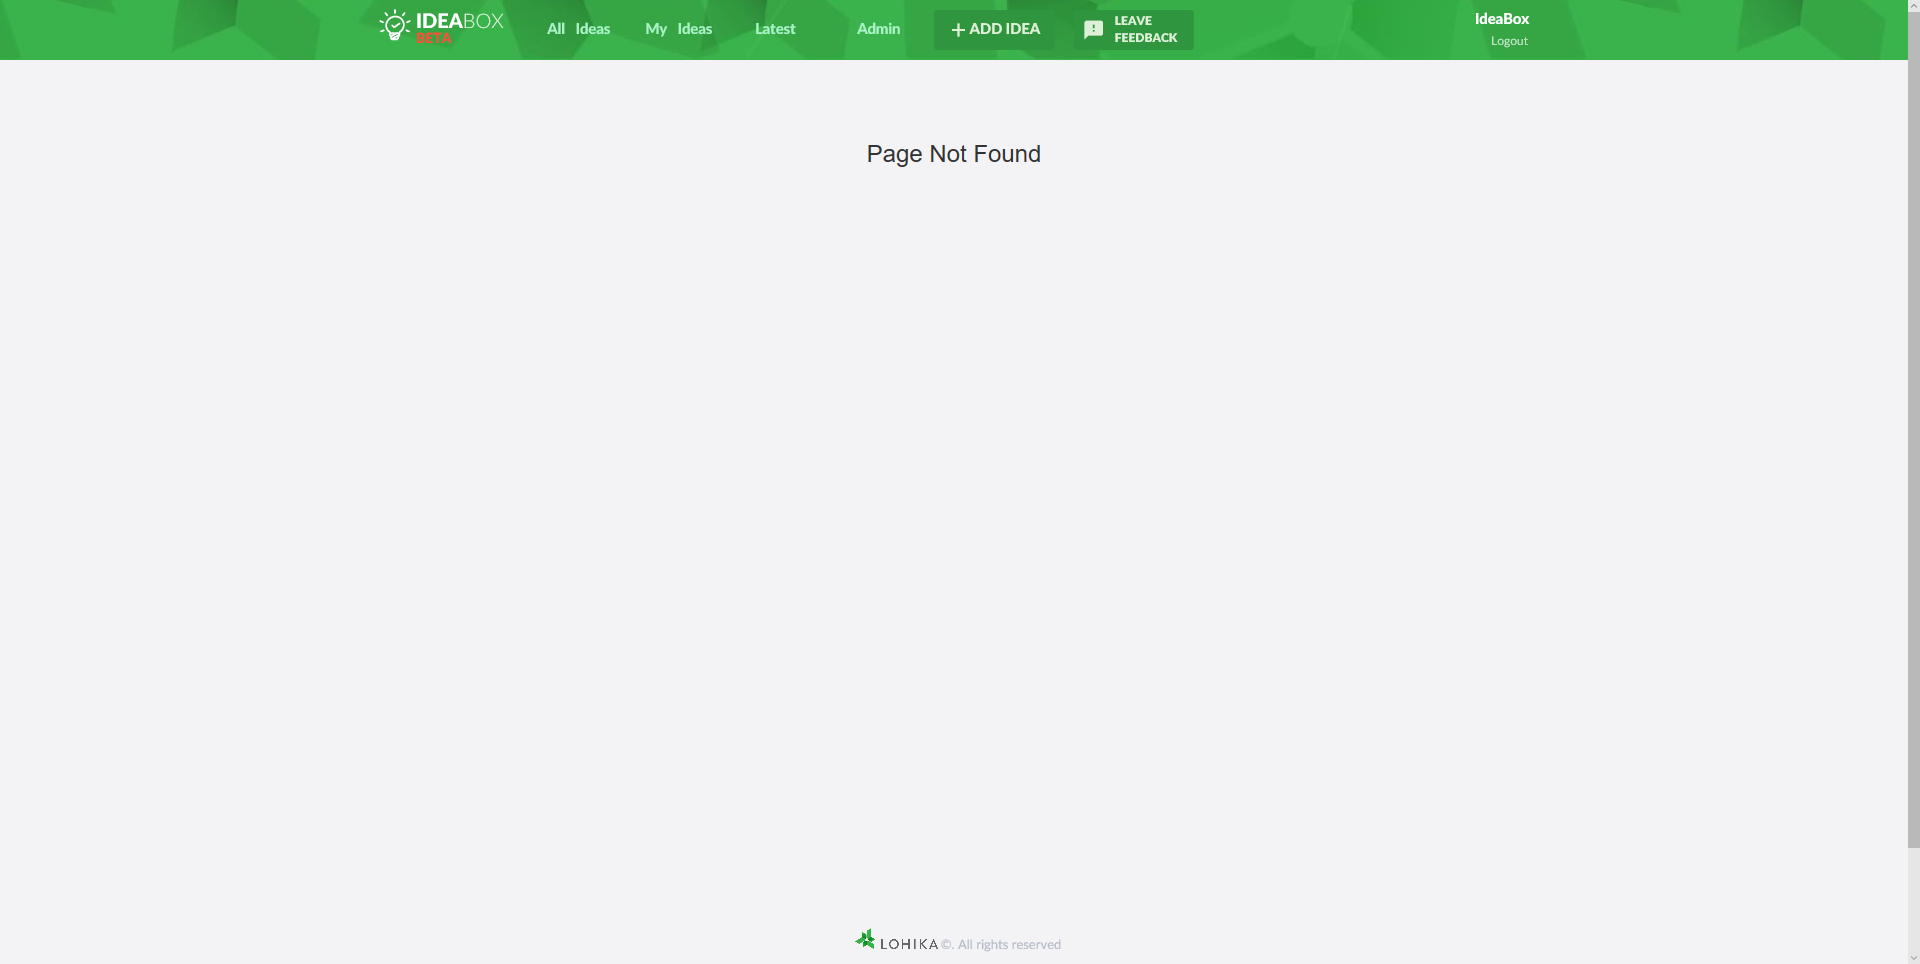 IDEABOX
BETA
All Ideas
My Ideas
Latest
Admin
+ ADD IDEA
LEAVE
FEEDBACK
IdeaBox
Logout
Page Not Found
LOHIKA ©. All rights reserved